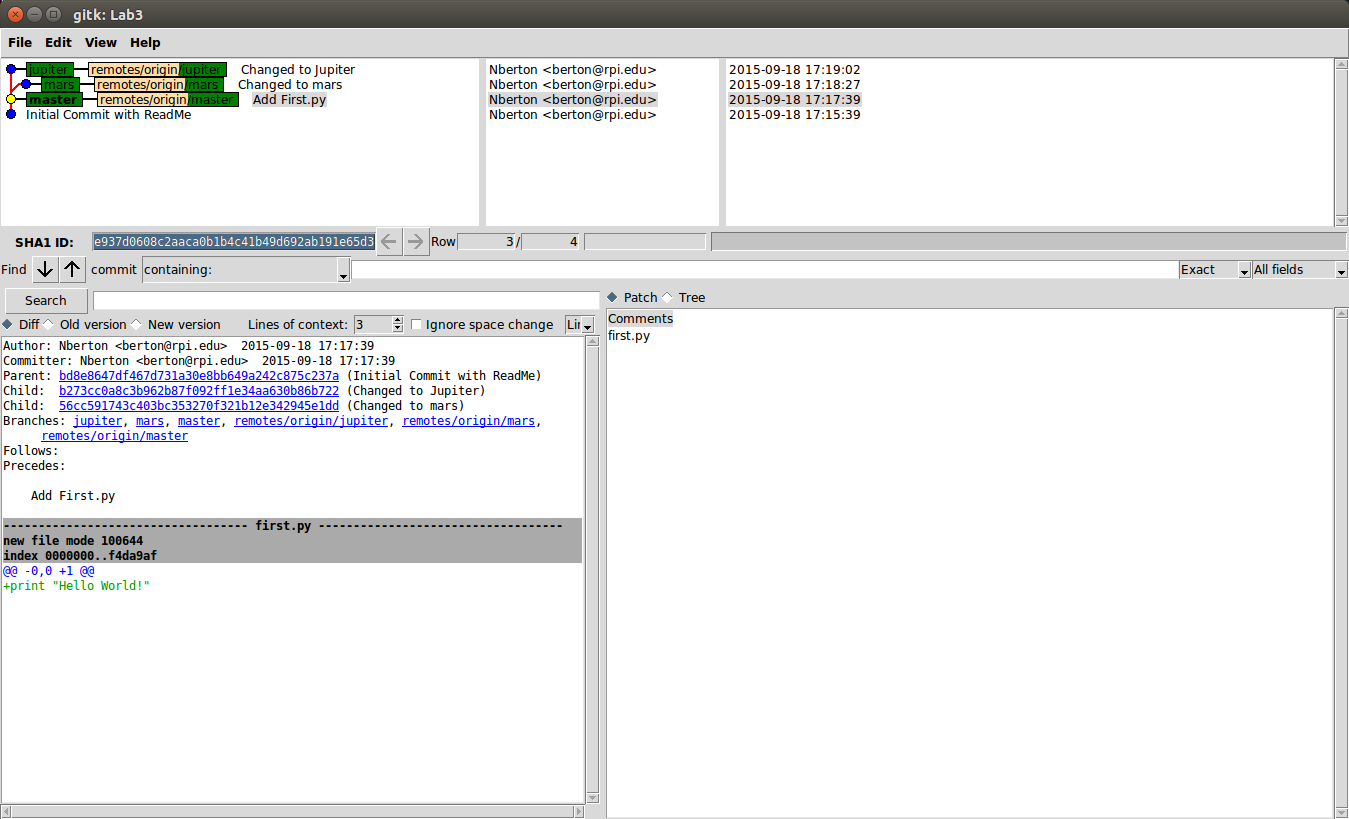 gitk: Lab3
File Edit View Help
jupiter remotes/origin/jupiter Changed to Jupiter Nberton <berton@rpi.edu> 2015-09-18 17:19:02
mars remotes/origin/mars Changed to mars Nberton <berton@rpi.edu> 2015-09-18 17:18:27
master remotes/origin/master Add First.py Nberton <berton@rpi.edu> 2015-09-18 17:17:39
Initial Commit with ReadMe Nberton <berton@rpi.edu> 2015-09-18 17:15:39
SHA1 ID: e937d0608c2aaca0b1b4c41b49d692ab191e65d3 Row 3 / 4
Find commit containing: Exact All fields
Search Patch Tree
Diff Old version New version Lines of context: 3 Ignore space change Lin
Comments
first.py
Author: Nberton <berton@rpi.edu> 2015-09-18 17:17:39
Committer: Nberton <berton@rpi.edu> 2015-09-18 17:17:39
Parent: bd8e8647df467d731a30e8bb649a242c875c237a (Initial Commit with ReadMe)
Child: b273cc0a8c3b962b87f092ff1e34aa630b86b722 (Changed to Jupiter)
Child: 56cc591743c403bc353270f321b12e342945e1dd (Changed to mars)
Branches: jupiter, mars, master, remotes/origin/jupiter, remotes/origin/mars,
remotes/origin/master
Follows:
Precedes:
Add First.py
----------------------------------- first.py -----------------------------------
new file mode 100644
index 0000000..f4da9af
@@ -0,0 +1 @@
+print "Hello World!"